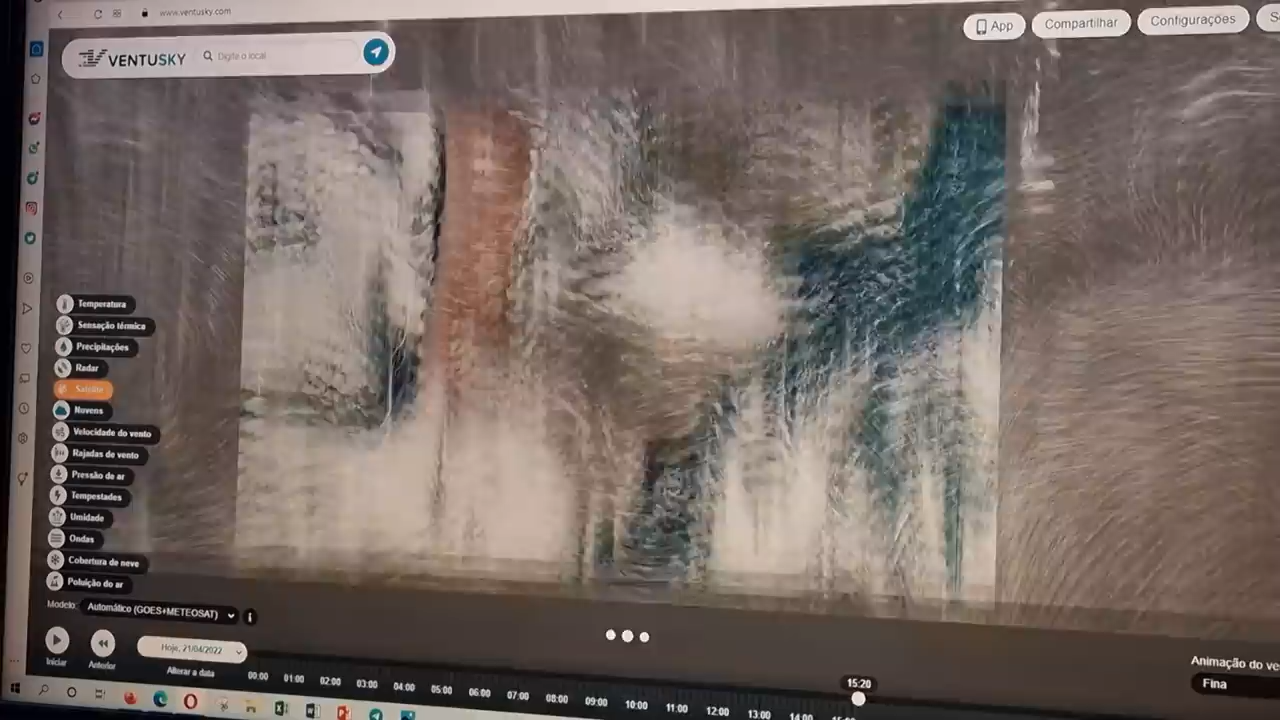 www.ventusky.com
VENTUSKY
Digite o local
App
Compartilhar
Configurações
Temperatura
Sensação térmica
Precipitações
Radar
Satélite
Nuvens
Velocidade do vento
Rajadas de vento
Pressão de ar
Tempestades
Umidade
Ondas
Cobertura de neve
Poluição do ar
Modelo:
Automático (GOES+METEOSAT)
Iniciar
Anterior
Hoje, 21/04/2022
Alterar a data
00:00 01:00 02:00 03:00 04:00 05:00 06:00 07:00 08:00 09:00 10:00 11:00 12:00 13:00 14:00
15:20
Animação do ve
Fina